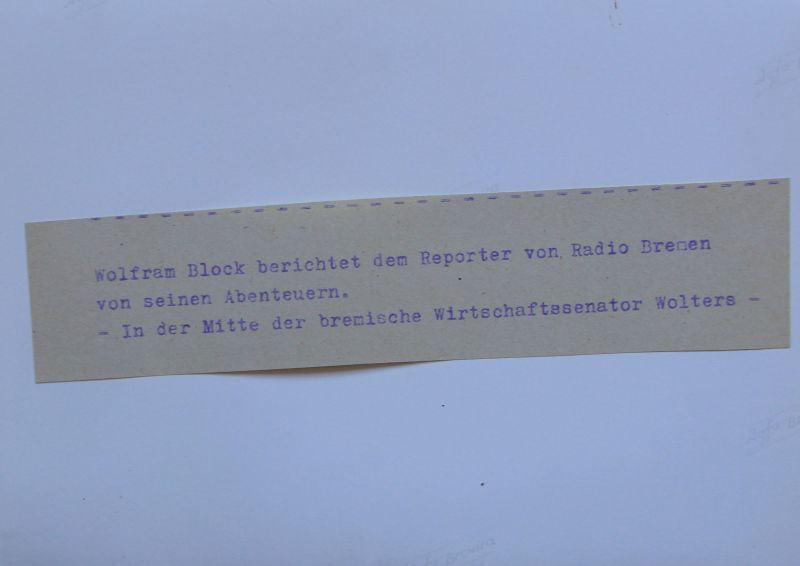 Wolfram Block berichtet dem Reporter von Radio Bremen
von seinen Abenteuern.
- In der Mitte der bremische Wirtschaftssenator Wolters -